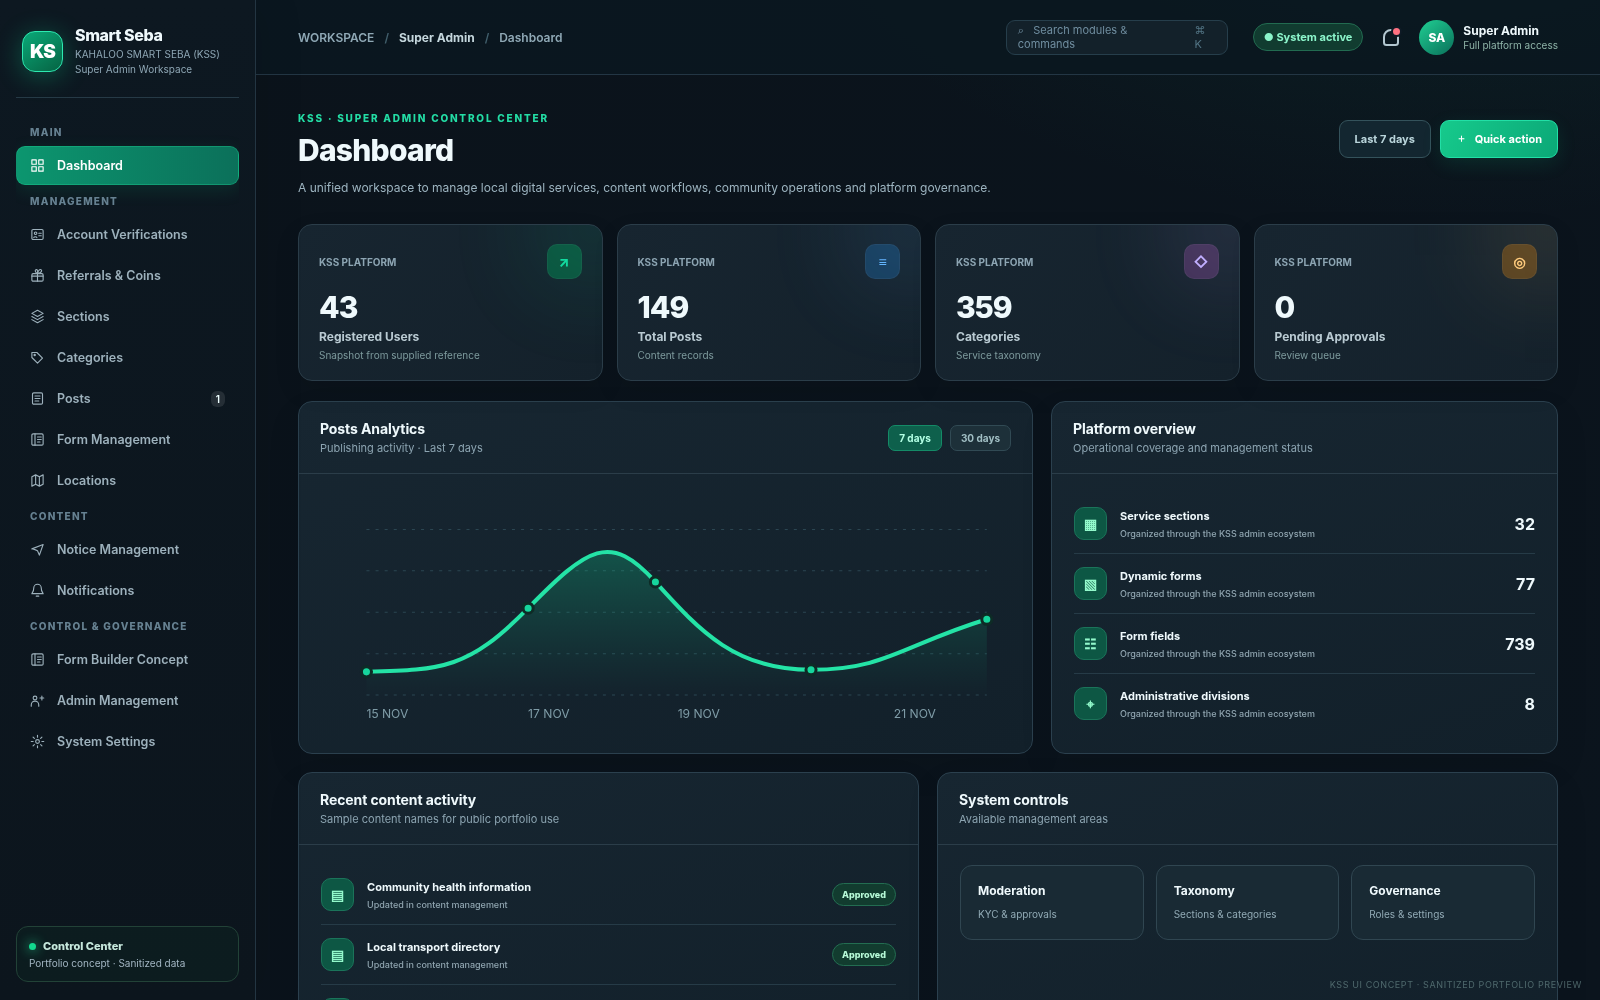 KS
Smart Seba
KAHALOO SMART SEBA (KSS)
Super Admin Workspace
MAIN
Dashboard
MANAGEMENT
Account Verifications
Referrals & Coins
Sections
Categories
Posts 1
Form Management
Locations
CONTENT
Notice Management
Notifications
CONTROL & GOVERNANCE
Form Builder Concept
Admin Management
System Settings
Control Center
Portfolio concept · Sanitized data
WORKSPACE / Super Admin / Dashboard
Search modules & commands ⌘ K
System active
SA
Super Admin
Full platform access
KSS · SUPER ADMIN CONTROL CENTER
Dashboard
A unified workspace to manage local digital services, content workflows, community operations and platform governance.
Last 7 days
+ Quick action
KSS PLATFORM
43
Registered Users
Snapshot from supplied reference
KSS PLATFORM
149
Total Posts
Content records
KSS PLATFORM
359
Categories
Service taxonomy
KSS PLATFORM
0
Pending Approvals
Review queue
Posts Analytics
Publishing activity · Last 7 days
7 days
30 days
15 NOV 17 NOV 19 NOV 21 NOV
Platform overview
Operational coverage and management status
Service sections
Organized through the KSS admin ecosystem
32
Dynamic forms
Organized through the KSS admin ecosystem
77
Form fields
Organized through the KSS admin ecosystem
739
Administrative divisions
Organized through the KSS admin ecosystem
8
Recent content activity
Sample content names for public portfolio use
Community health information
Updated in content management
Approved
Local transport directory
Updated in content management
Approved
System controls
Available management areas
Moderation
KYC & approvals
Taxonomy
Sections & categories
Governance
Roles & settings
KSS UI CONCEPT · SANITIZED PORTFOLIO PREVIEW